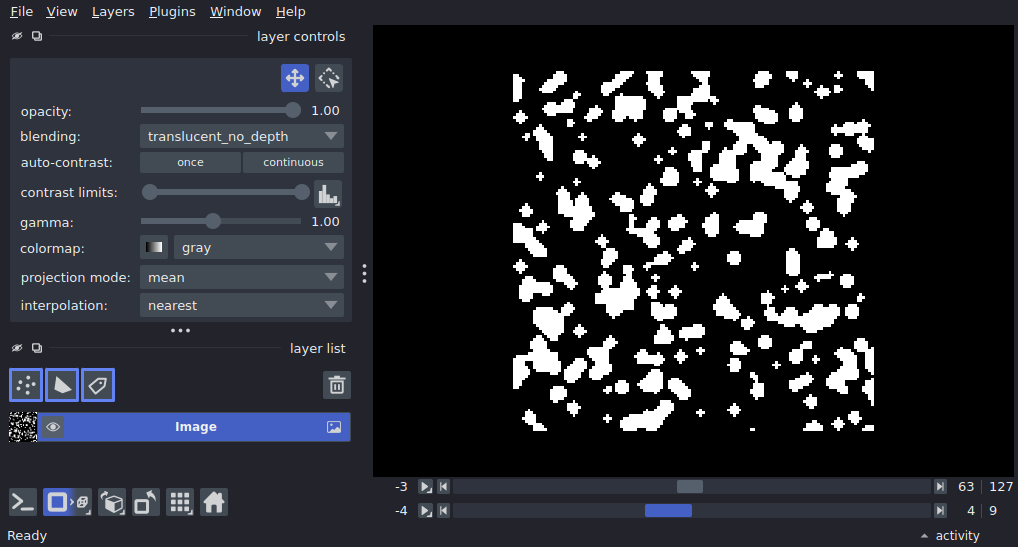 File View Layers Plugins Window Help
layer controls
opacity: 1.00
blending: translucent_no_depth
auto-contrast: once continuous
contrast limits:
gamma: 1.00
colormap: gray
projection mode: mean
interpolation: nearest
layer list
Image
-3 63 127
-4 4 9
Ready activity